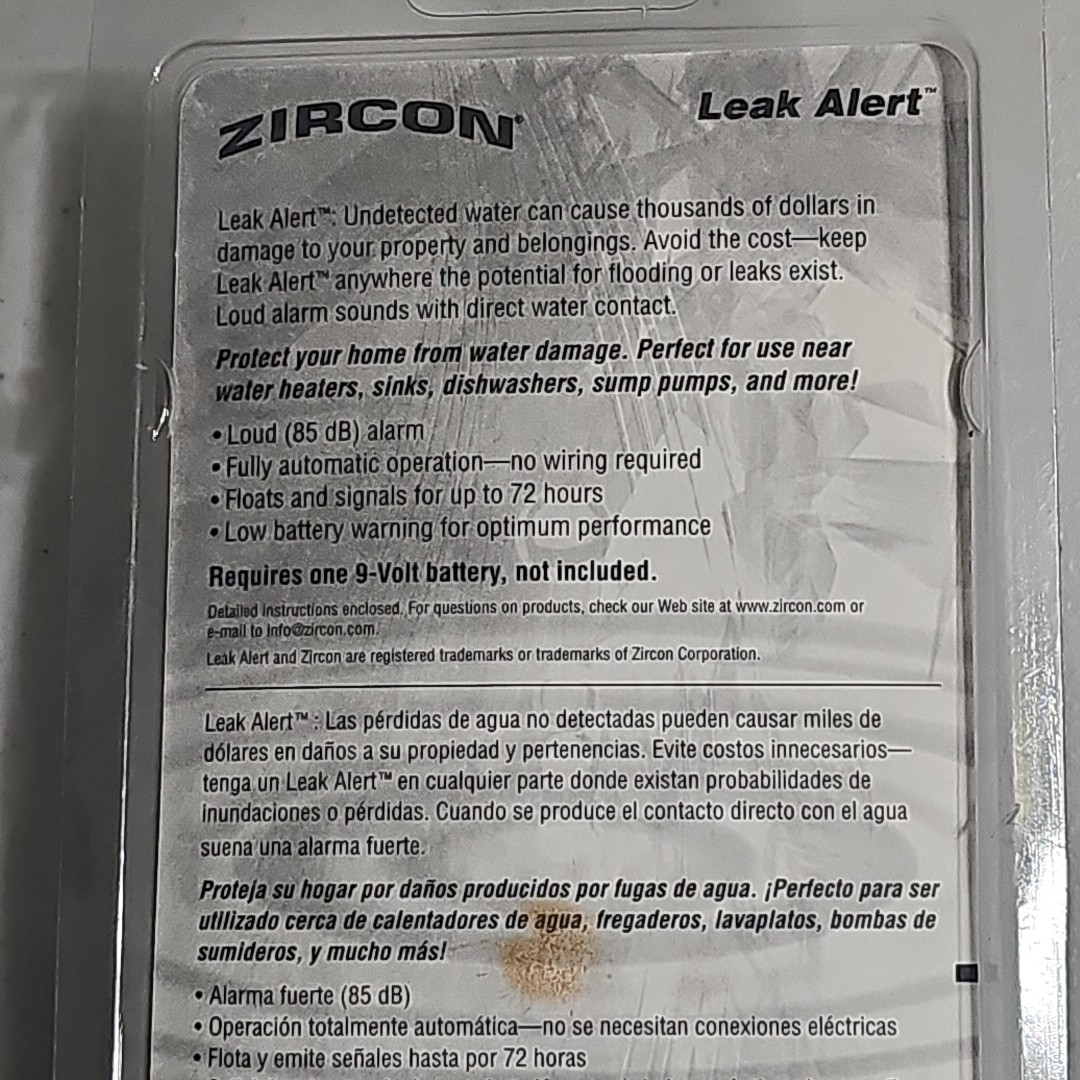 ZIRCON®
Leak Alert™
Leak Alert™: Undetected water can cause thousands of dollars in
damage to your property and belongings. Avoid the cost—keep
Leak Alert™ anywhere the potential for flooding or leaks exist.
Loud alarm sounds with direct water contact.
Protect your home from water damage. Perfect for use near
water heaters, sinks, dishwashers, sump pumps, and more!
• Loud (85 dB) alarm
• Fully automatic operation—no wiring required
• Floats and signals for up to 72 hours
• Low battery warning for optimum performance
Requires one 9-Volt battery, not included.
Detailed instructions enclosed. For questions on products, check our Web site at www.zircon.com or
e-mail to info@zircon.com.
Leak Alert and Zircon are registered trademarks or trademarks of Zircon Corporation.
Leak Alert™ : Las pérdidas de agua no detectadas pueden causar miles de
dólares en daños a su propiedad y pertenencias. Evite costos innecesarios—
tenga un Leak Alert™ en cualquier parte donde existan probabilidades de
inundaciones o pérdidas. Cuando se produce el contacto directo con el agua
suena una alarma fuerte.
Proteja su hogar por daños producidos por fugas de agua. ¡Perfecto para ser
utilizado cerca de calentadores de agua, fregaderos, lavaplatos, bombas de
sumideros, y mucho más!
• Alarma fuerte (85 dB)
• Operación totalmente automática—no se necesitan conexiones eléctricas
• Flota y emite señales hasta por 72 horas